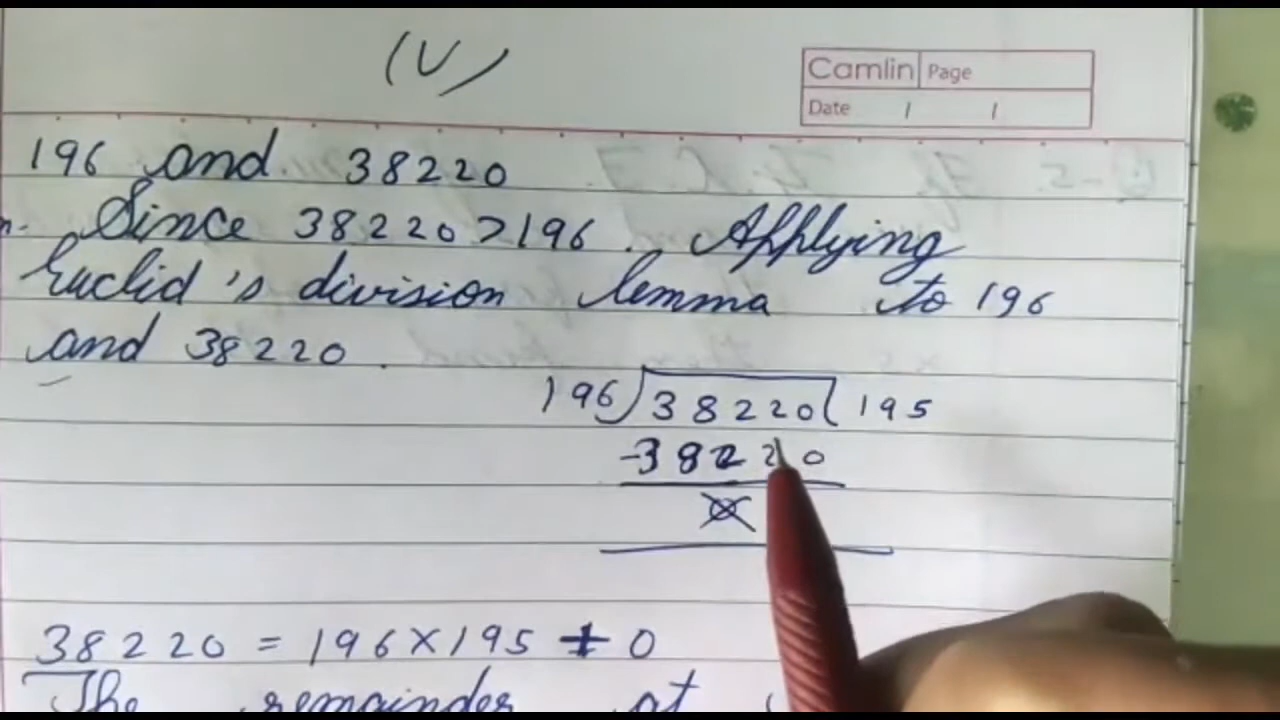 (V)
Camlin Page
Date / /
196 and 38220
Since 38220>196. Applying
Euclid's division lemma to 196
and 38220.
196)38220(195
-38220
0
38220 = 196×195 + 0
The remainder at